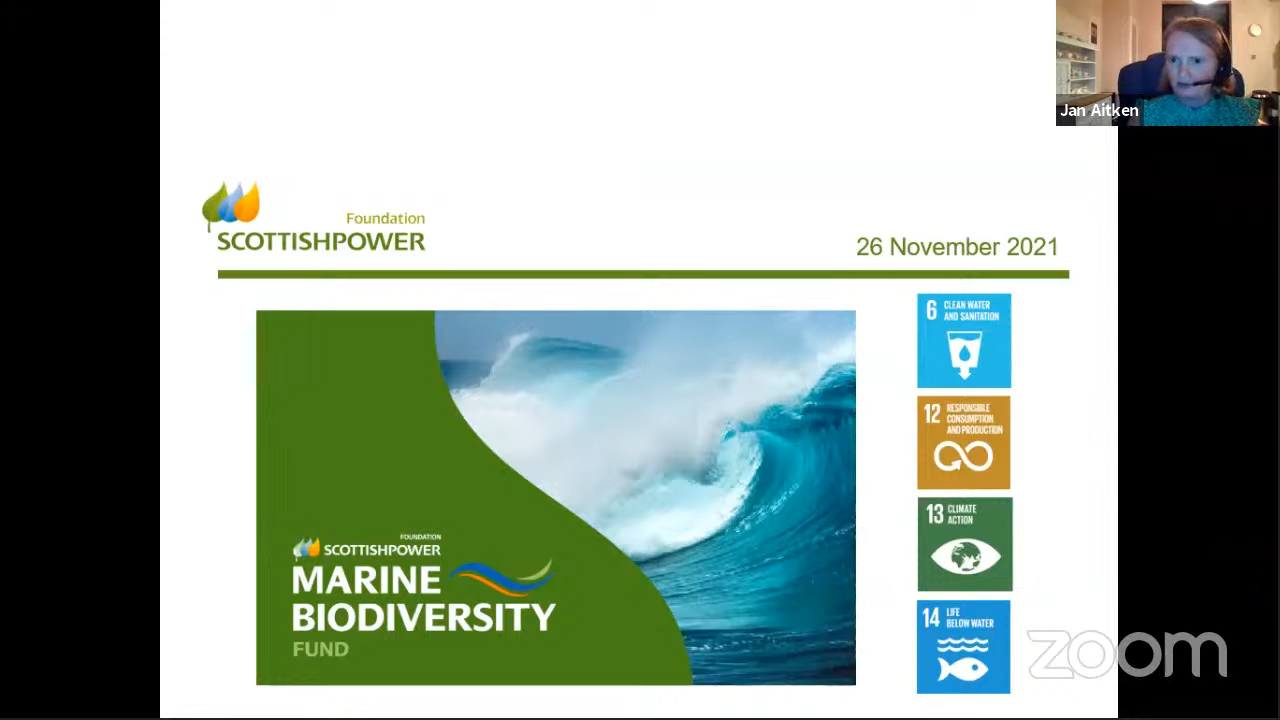 Jan Aitken
Foundation
SCOTTISHPOWER
26 November 2021
6 CLEAN WATER
AND SANITATION
12 RESPONSIBLE
CONSUMPTION
AND PRODUCTION
13 CLIMATE
ACTION
14 LIFE
BELOW WATER
FOUNDATION
SCOTTISHPOWER
MARINE
BIODIVERSITY
FUND
zoom